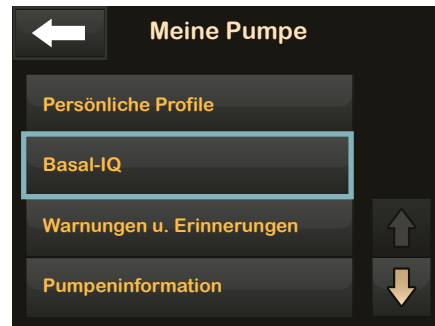 Meine Pumpe
Persönliche Profile
Basal-IQ
Warnungen u. Erinnerungen
Pumpeninformation